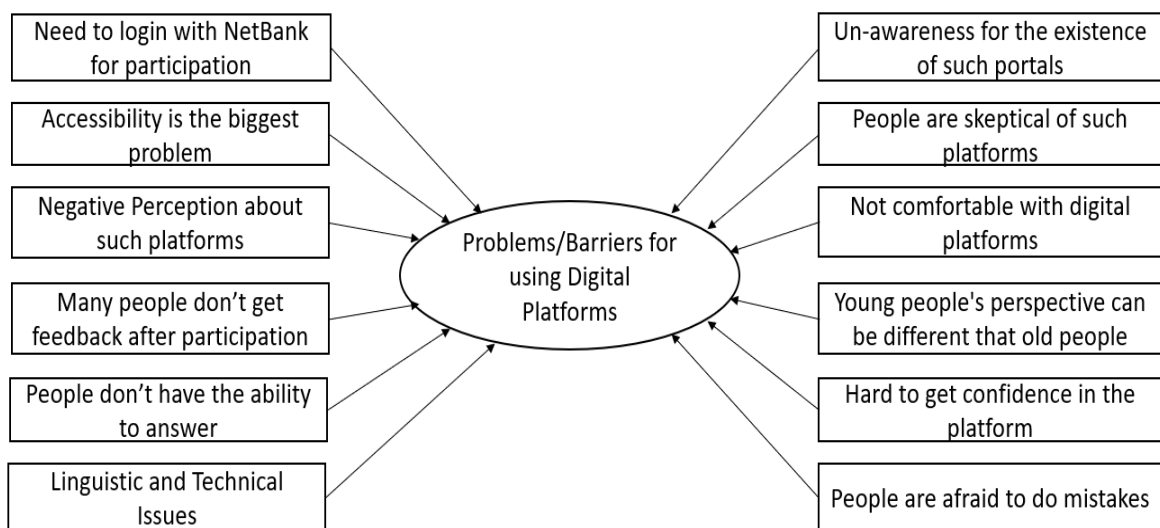 Need to login with NetBank
for participation
Accessibility is the biggest
problem
Negative Perception about
such platforms
Many people don't get
feedback after participation
People don't have the ability
to answer
Linguistic and Technical
Issues
Problems/Barriers for
using Digital
Platforms
Un-awareness for the existence
of such portals
People are skeptical of such
platforms
Not comfortable with digital
platforms
Young people's perspective can
be different that old people
Hard to get confidence in the
platform
People are afraid to do mistakes